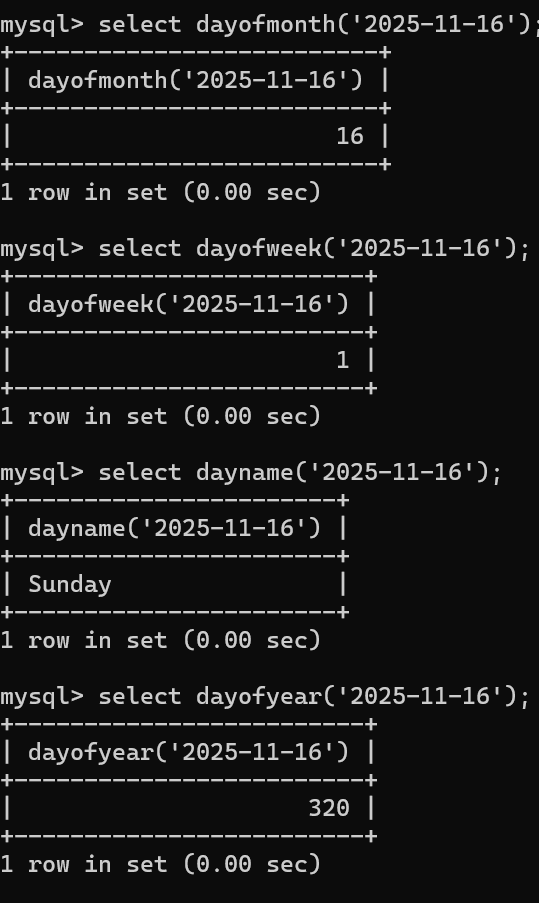 mysql> select dayofmonth('2025-11-16');
+--------------------------+
| dayofmonth('2025-11-16') |
+--------------------------+
|                       16 |
+--------------------------+
1 row in set (0.00 sec)

mysql> select dayofweek('2025-11-16');
+-------------------------+
| dayofweek('2025-11-16') |
+-------------------------+
|                       1 |
+-------------------------+
1 row in set (0.00 sec)

mysql> select dayname('2025-11-16');
+-----------------------+
| dayname('2025-11-16') |
+-----------------------+
| Sunday                |
+-----------------------+
1 row in set (0.00 sec)

mysql> select dayofyear('2025-11-16');
+-------------------------+
| dayofyear('2025-11-16') |
+-------------------------+
|                     320 |
+-------------------------+
1 row in set (0.00 sec)